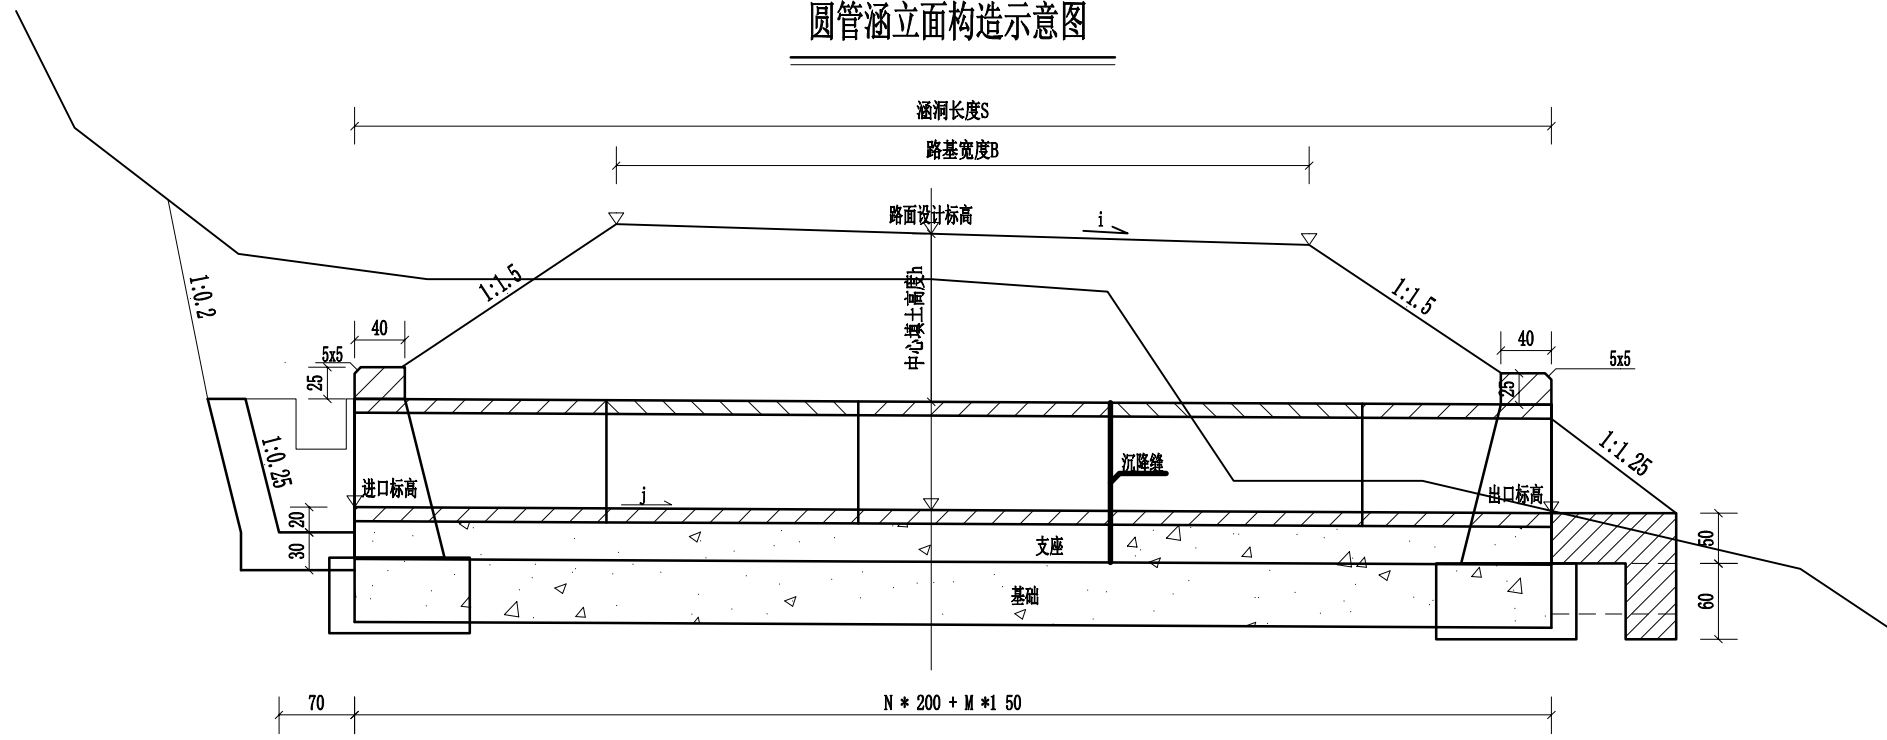 圆管涵立面构造示意图
涵洞长度S
路基宽度B
路面设计标高
i
1:0.2
1:1.5
中心填土高度h
1:1.5
40
40
5x5
5x5
25
25
1:0.25
1:1.25
沉降缝
进口标高
j
出口标高
20
30
支座
50
基础
60
70
N * 200 + M *1 50